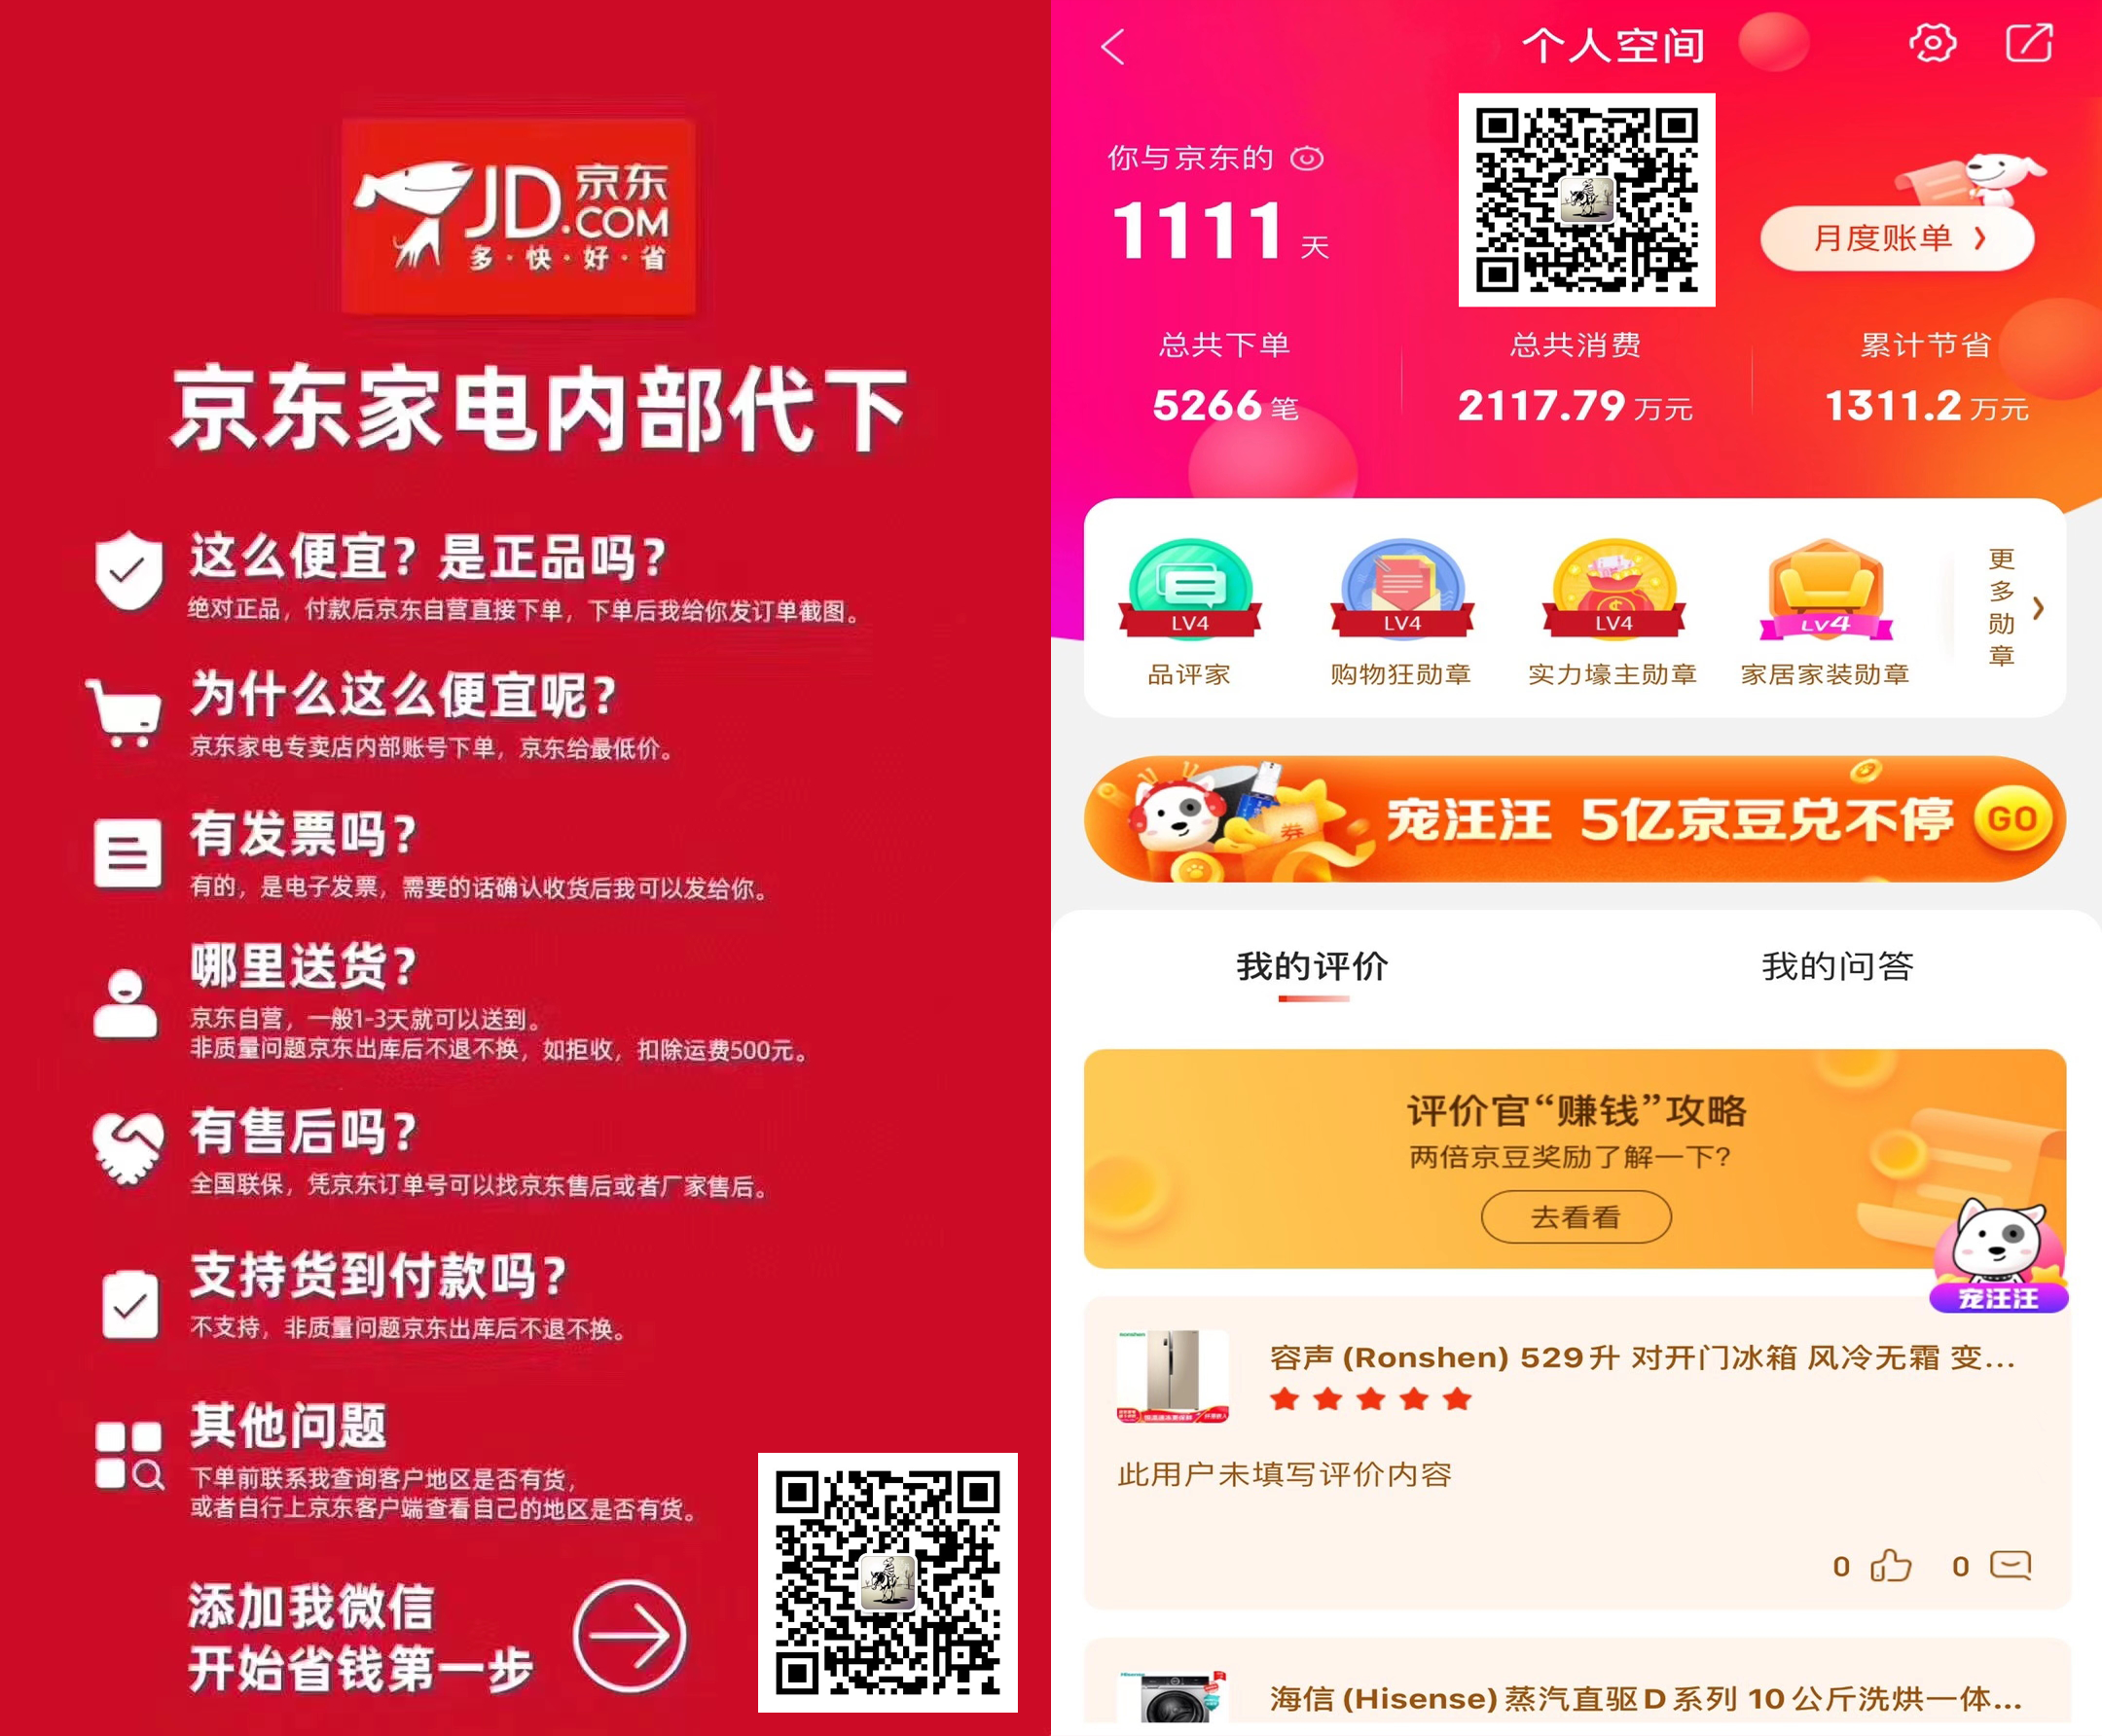 JD.京东
.COM
多·快·好·省
京东家电内部代下
这么便宜？是正品吗？
绝对正品，付款后京东自营直接下单，下单后我给你发订单截图。
为什么这么便宜呢？
京东家电专卖店内部账号下单，京东给最低价。
有发票吗？
有的，是电子发票，需要的话确认收货后我可以发给你。
哪里送货？
京东自营，一般1-3天就可以送到。
非质量问题京东出库后不退不换，如拒收，扣除运费500元。
有售后吗？
全国联保，凭京东订单号可以找京东售后或者厂家售后。
支持货到付款吗？
不支持，非质量问题京东出库后不退不换。
其他问题
下单前联系我查询客户地区是否有货，
或者自行上京东客户端查看自己的地区是否有货。
添加我微信
开始省钱第一步
个人空间
你与京东的
1111 天
月度账单
总共下单
5266 笔
总共消费
2117.79 万元
累计节省
1311.2 万元
LV4
品评家
LV4
购物狂勋章
LV4
实力壕主勋章
LV4
家居家装勋章
更多勋章
券
宠汪汪 5亿京豆兑不停
GO
我的评价
我的问答
评价官“赚钱”攻略
两倍京豆奖励了解一下?
去看看
宠汪汪
Ronshen
容声 (Ronshen) 529升 对开门冰箱 风冷无霜 变...
此用户未填写评价内容
0
0
Hisense
海信 (Hisense) 蒸汽直驱D系列 10公斤洗烘一体...